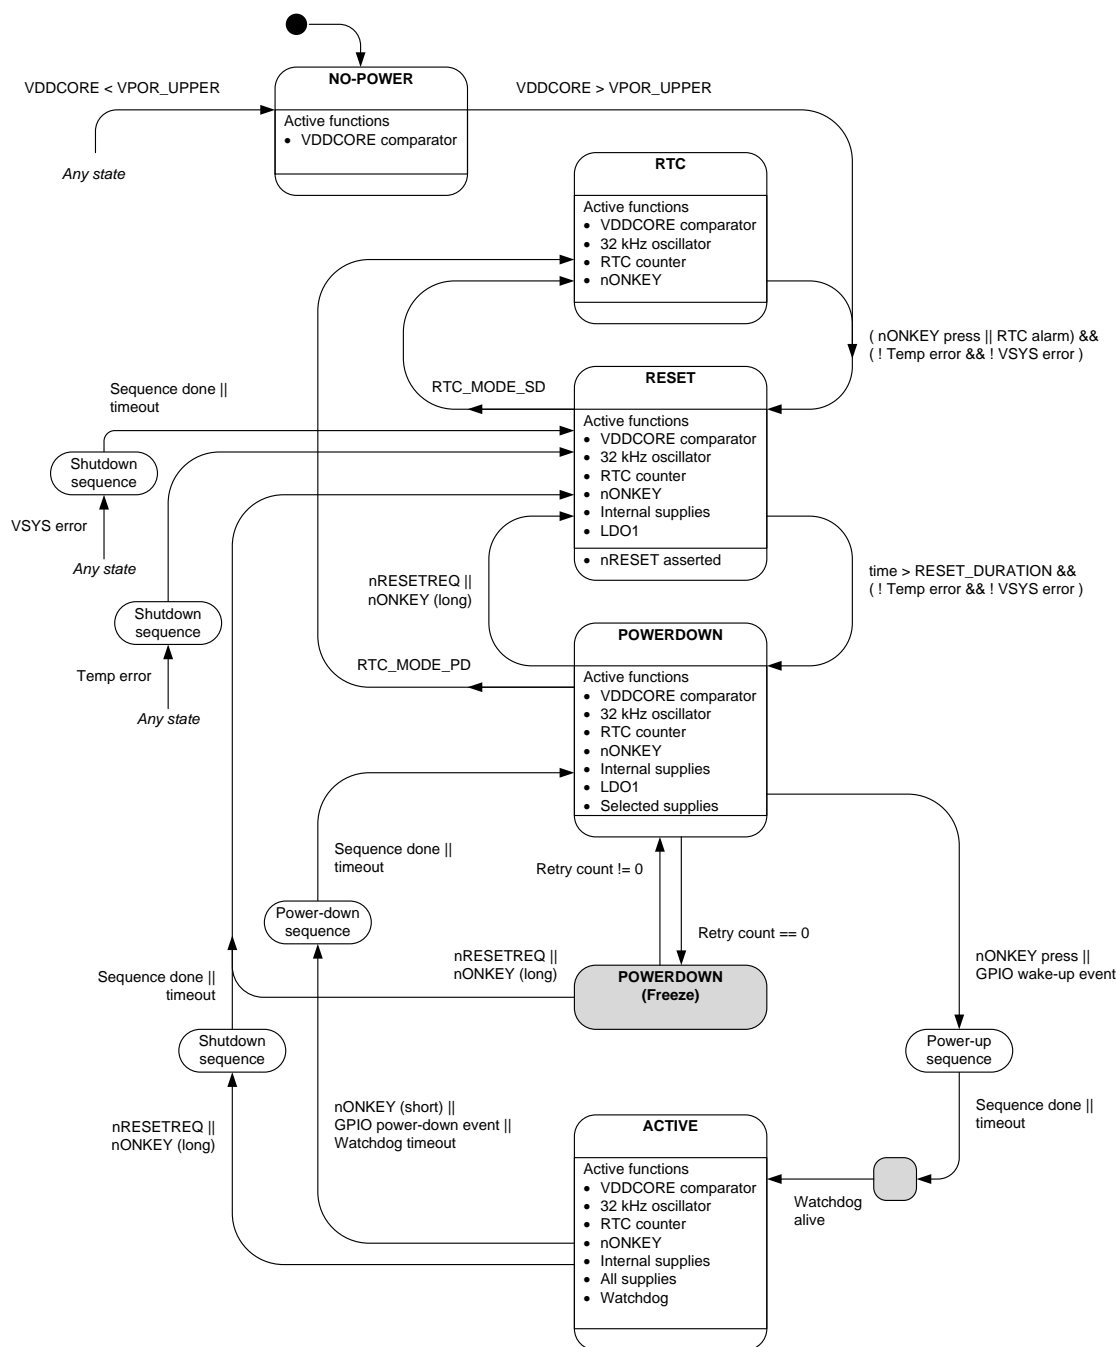 NO-POWER
VDDCORE < VPOR_UPPER
VDDCORE > VPOR_UPPER
Active functions
• VDDCORE comparator
Any state
RTC
Active functions
• VDDCORE comparator
• 32 kHz oscillator
• RTC counter
• nONKEY
( nONKEY press || RTC alarm) &&
( ! Temp error && ! VSYS error )
RTC_MODE_SD
RESET
Active functions
• VDDCORE comparator
• 32 kHz oscillator
• RTC counter
• nONKEY
• Internal supplies
• LDO1
• nRESET asserted
Sequence done ||
timeout
Shutdown
sequence
VSYS error
Any state
Shutdown
sequence
Temp error
Any state
nRESETREQ ||
nONKEY (long)
time > RESET_DURATION &&
( ! Temp error && ! VSYS error )
RTC_MODE_PD
POWERDOWN
Active functions
• VDDCORE comparator
• 32 kHz oscillator
• RTC counter
• nONKEY
• Internal supplies
• LDO1
• Selected supplies
Sequence done ||
timeout
Retry count != 0
Power-down
sequence
Retry count == 0
nRESETREQ ||
nONKEY (long)
POWERDOWN
(Freeze)
nONKEY press ||
GPIO wake-up event
Sequence done ||
timeout
Shutdown
sequence
Power-up
sequence
nRESETREQ ||
nONKEY (long)
nONKEY (short) ||
GPIO power-down event ||
Watchdog timeout
Sequence done ||
timeout
ACTIVE
Active functions
• VDDCORE comparator
• 32 kHz oscillator
• RTC counter
• nONKEY
• Internal supplies
• All supplies
• Watchdog
Watchdog
alive